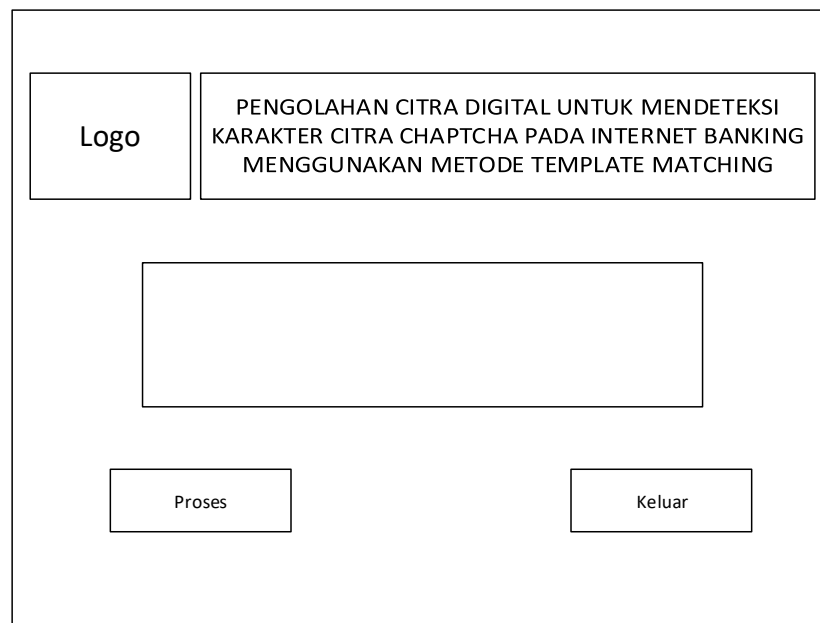 Logo
PENGOLAHAN CITRA DIGITAL UNTUK MENDETEKSI
KARAKTER CITRA CHAPTCHA PADA INTERNET BANKING
MENGGUNAKAN METODE TEMPLATE MATCHING
Proses
Keluar